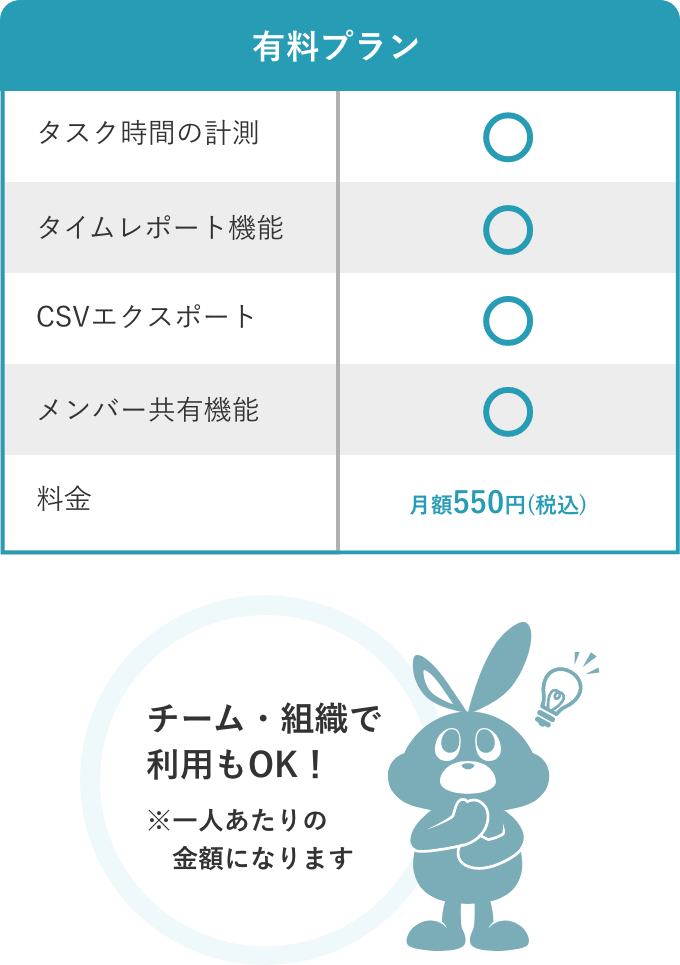 有料プラン
タスク時間の計測
タイムレポート機能
CSVエクスポート
メンバー共有機能
料金 月額550円(税込)
チーム・組織で
利用もOK！
※一人あたりの
金額になります